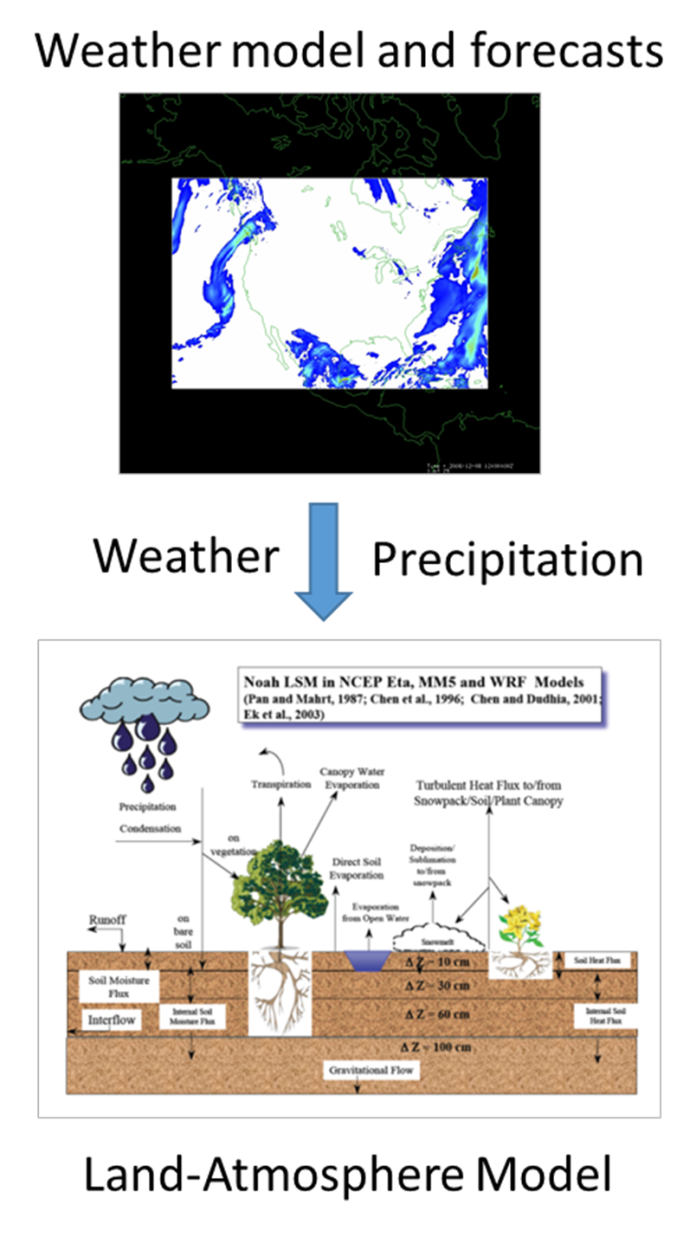 Weather model and forecasts
Weather
Precipitation
Noah LSM in NCEP Eta, MM5 and WRF Models
(Pan and Mahrt, 1987; Chen et al., 1996; Chen and Dudhia, 2001;
Ek et al., 2003)
Canopy Water
Evaporation
Transpiration
Turbulent Heat Flux to/from
Snowpack/Soil/Plant Canopy
Precipitation
Condensation
on
vegetation
Direct Soil
Evaporation
Deposition/
Sublimation
to/from
snowpack
Evaporation
from Open Water
Runoff
on
bare
soil
Snowmelt
Δ Z = 10 cm
Soil Heat Flux
Soil Moisture
Flux
Δ Z = 30 cm
Interflow
Internal Soil
Moisture Flux
Δ Z = 60 cm
Internal Soil
Heat Flux
Δ Z = 100 cm
Gravitational Flow
Land-Atmosphere Model